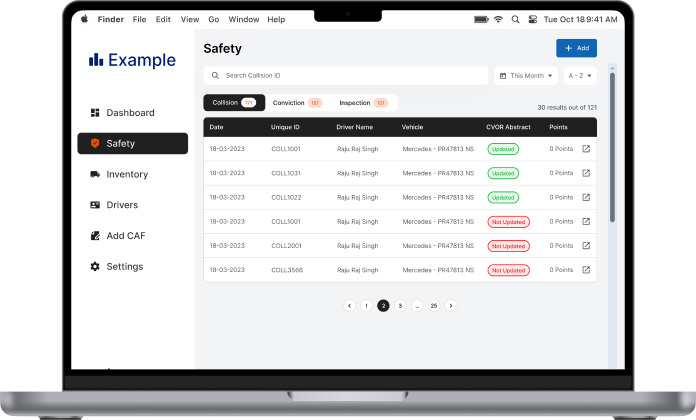 Finder File Edit View Go Window Help Tue Oct 18 9:41 AM
Example
Dashboard
Safety
Inventory
Drivers
Add CAF
Settings
Safety
+ Add
Search Collision ID
This Month
A - Z
Collision 121 Conviction 121 Inspection 121
30 results out of 121
Date Unique ID Driver Name Vehicle CVOR Abstract Points
18-03-2023 COLL1001 Raju Raj Singh Mercedes - PR47813 NS Updated 0 Points
18-03-2023 COLL1031 Raju Raj Singh Mercedes - PR47813 NS Updated 0 Points
18-03-2023 COLL1022 Raju Raj Singh Mercedes - PR47813 NS Updated 0 Points
18-03-2023 COLL1001 Raju Raj Singh Mercedes - PR47813 NS Not Updated 0 Points
18-03-2023 COLL2001 Raju Raj Singh Mercedes - PR47813 NS Not Updated 0 Points
18-03-2023 COLL3566 Raju Raj Singh Mercedes - PR47813 NS Not Updated 0 Points
1 2 3 ... 25